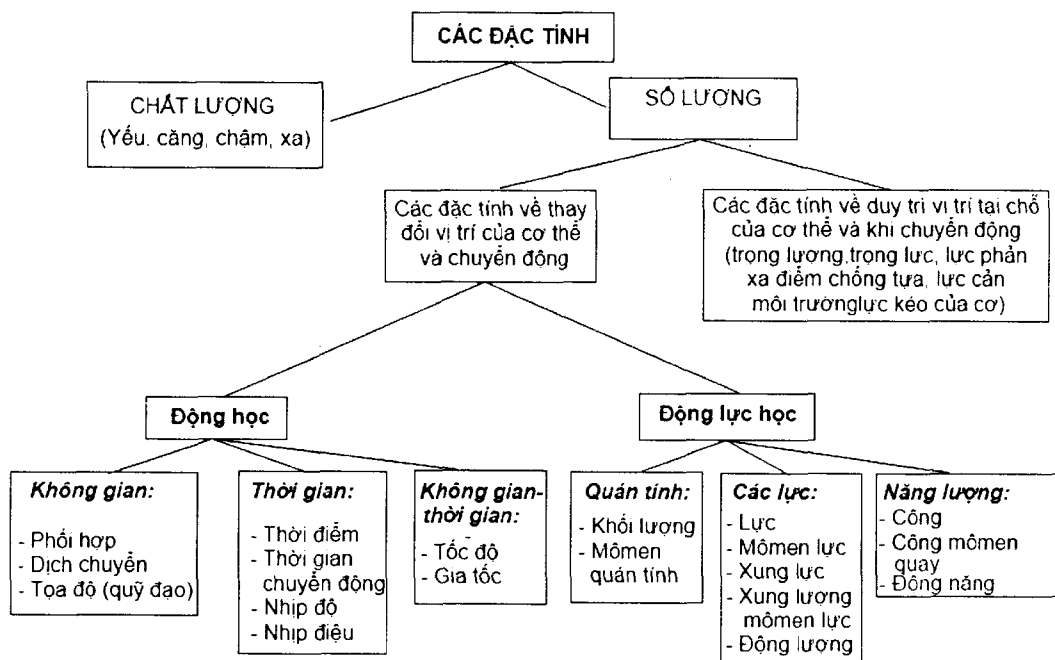 CÁC ĐẶC TÍNH
CHẤT LƯỢNG
(Yếu, căng, chậm, xa)
SỐ LƯỢNG
Các đặc tính về thay
đổi vị trí của cơ thể
và chuyển động
Các đặc tính về duy trì vị trí tại chỗ
của cơ thể và khi chuyển động
(trọng lượng,trọng lực, lực phản
xa điểm chống tựa, lực cản
môi trườnglực kéo của cơ)
Động học
Động lực học
Không gian:
- Phối hợp
- Dịch chuyển
- Tọa độ (quỹ đạo)
Thời gian:
- Thời điểm
- Thời gian
chuyển động
- Nhịp độ
- Nhịp điệu
Không gian-
thời gian:
- Tốc độ
- Gia tốc
Quán tính:
- Khối lượng
- Mômen
quán tính
Các lực:
- Lực
- Mômen lực
- Xung lực
- Xung lượng
mômen lực
- Động lượng
Năng lượng:
- Công
- Công mômen
quay
- Động năng